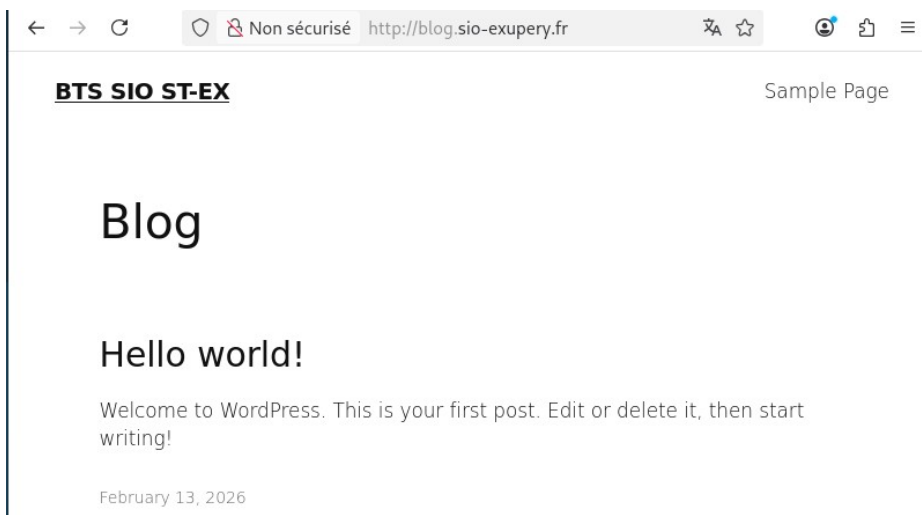 Non sécurisé http://blog.sio-exupery.fr
BTS SIO ST-EX Sample Page
Blog
Hello world!
Welcome to WordPress. This is your first post. Edit or delete it, then start
writing!
February 13, 2026